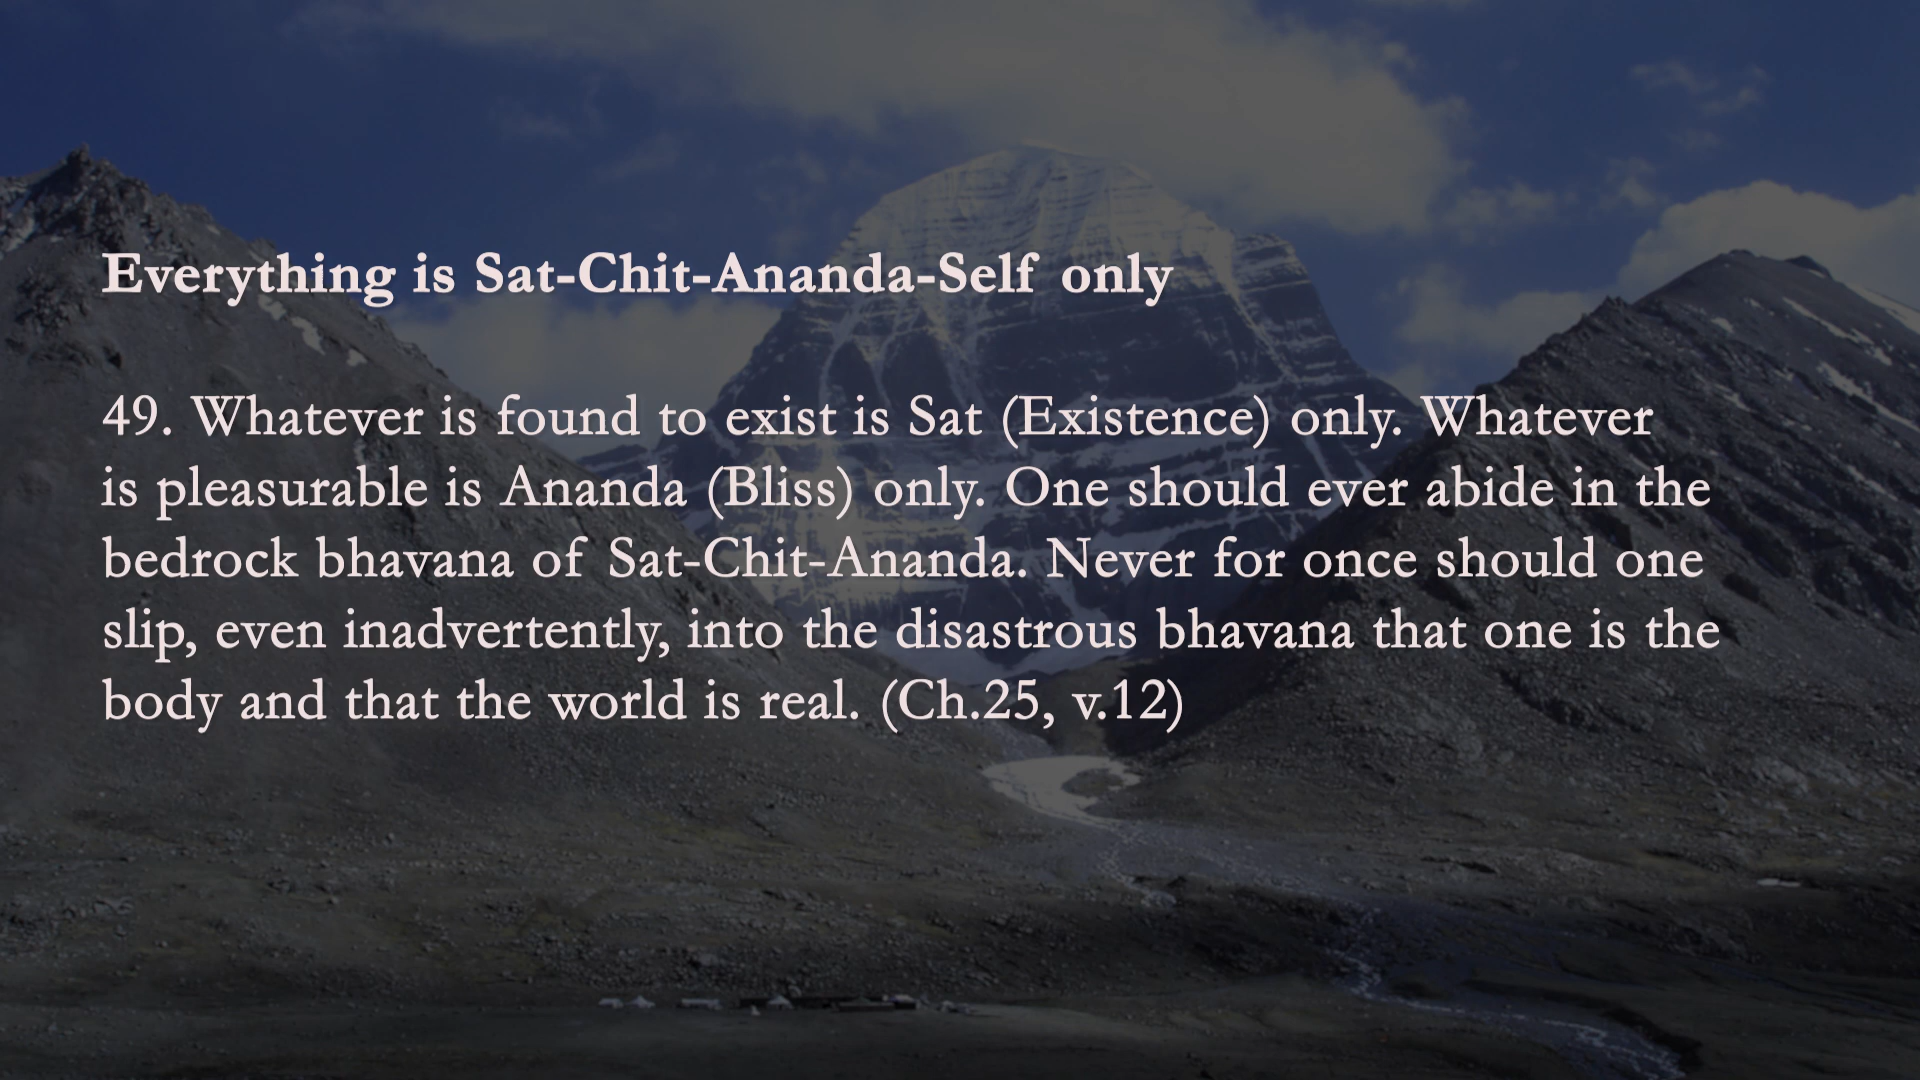 Everything is Sat-Chit-Ananda-Self only
49. Whatever is found to exist is Sat (Existence) only. Whatever
is pleasurable is Ananda (Bliss) only. One should ever abide in the
bedrock bhavana of Sat-Chit-Ananda. Never for once should one
slip, even inadvertently, into the disastrous bhavana that one is the
body and that the world is real. (Ch.25, v.12)